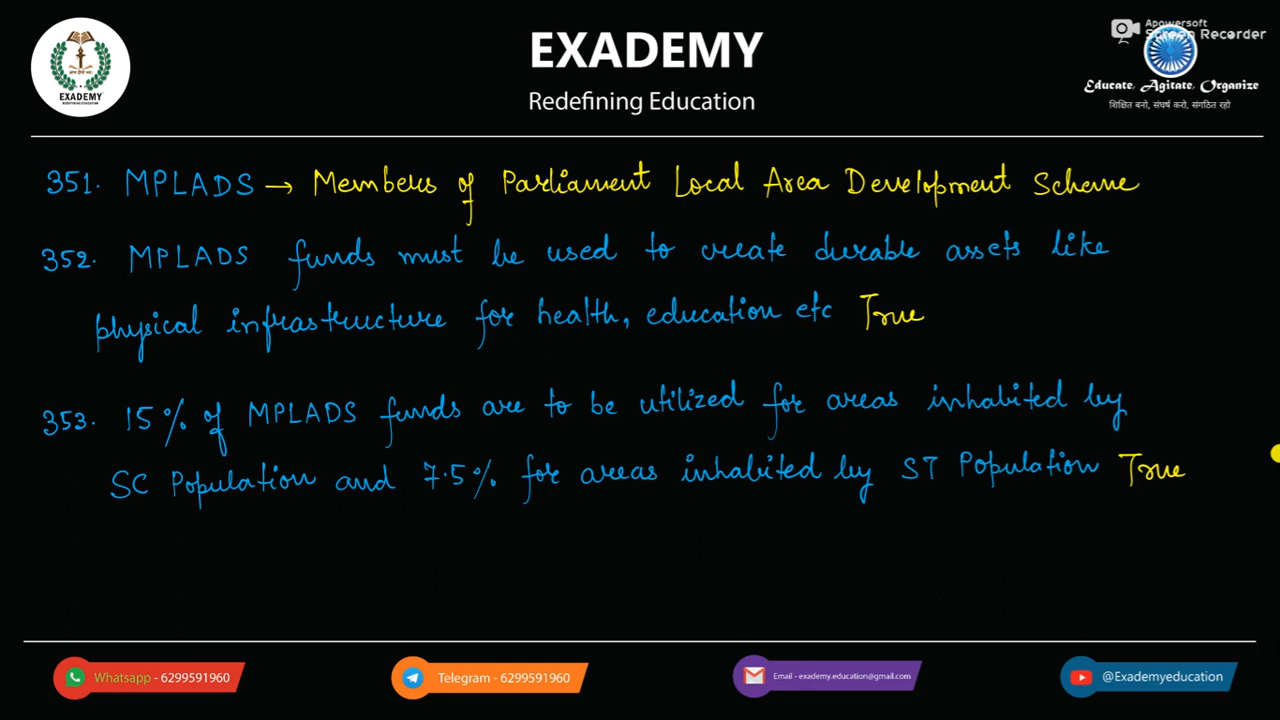 EXADEMY
Redefining Education
EXADEMY
REDEFINING EDUCATION
Apowersoft
Screen Recorder
Educate, Agitate, Organize
शिक्षित बनो, संघर्ष करो, संगठित रहो
351. MPLADS → Members of Parliament Local Area Development Scheme
352. MPLADS funds must be used to create durable assets like
physical infrastructure for health, education etc True
353. 15% of MPLADS funds are to be utilized for areas inhabited by
SC Population and 7.5% for areas inhabited by ST Population True
Whatsapp - 6299591960
Telegram - 6299591960
Email - exademy.education@gmail.com
@Exademyeducation